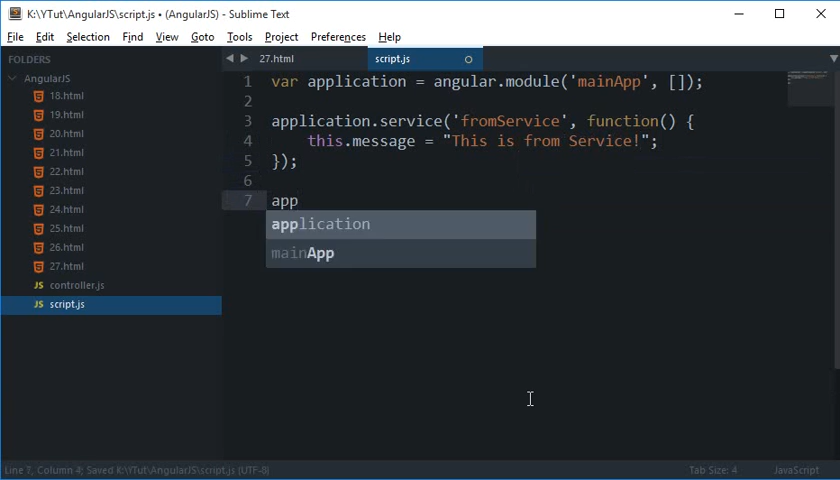 K:\YTut\AngularJS\script.js • (AngularJS) - Sublime Text
File Edit Selection Find View Goto Tools Project Preferences Help
FOLDERS
AngularJS
18.html
19.html
20.html
21.html
22.html
23.html
24.html
25.html
26.html
27.html
JS controller.js
JS script.js
27.html script.js
1 var application = angular.module('mainApp', []);
2
3 application.service('fromService', function() {
4 this.message = "This is from Service!";
5 });
6
7 app
application
mainApp
Line 7, Column 4; Saved K:\YTut\AngularJS\script.js (UTF-8) Tab Size: 4 JavaScript